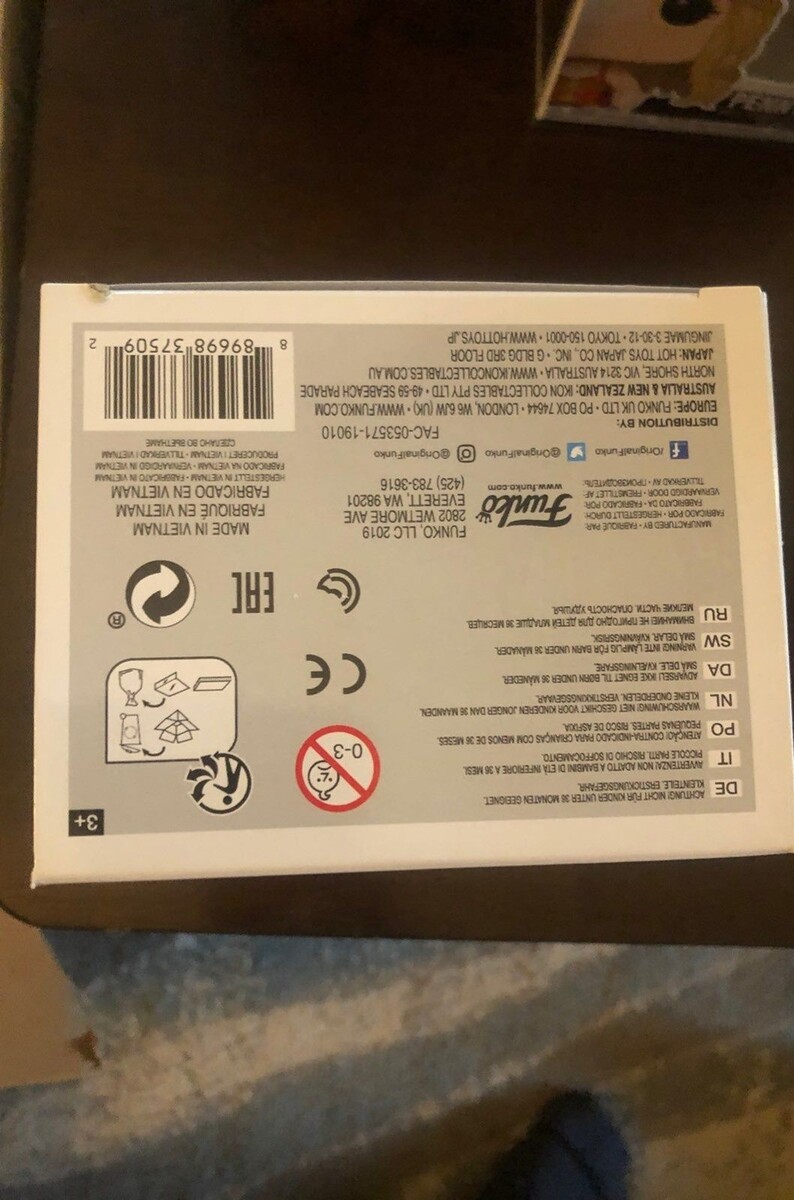 PENN
3+
DE
ACHTUNG! NICHT FÜR KINDER UNTER 36 MONATEN GEEIGNET.
KLEINTEILE. ERSTICKUNGSGEFAHR.
IT
AVVERTENZA! NON ADATTO A BAMBINI DI ETÀ INFERIORE A 36 MESI.
PICCOLE PARTI. RISCHIO DI SOFFOCAMENTO.
PO
ATENÇÃO! CONTRA-INDICADO PARA CRIANÇAS COM MENOS DE 36 MESES.
PEQUENAS PARTES. RISCO DE ASFIXIA.
NL
WAARSCHUWING! NIET GESCHIKT VOOR KINDEREN JONGER DAN 36 MAANDEN.
KLEINE ONDERDELEN. VERSTIKKINGSGEVAAR.
DA
ADVARSEL! IKKE EGNET TIL BØRN UNDER 36 MÅNEDER.
SMÅ DELE. KVÆLNINGSFARE.
SW
VARNING! INTE LÄMPLIG FÖR BARN UNDER 36 MÅNADER.
SMÅ DELAR. KVÄVNINGSRISK.
RU
ВНИМАНИЕ! НЕ ПРИГОДНО ДЛЯ ДЕТЕЙ МЛАДШЕ 36 МЕСЯЦЕВ.
МЕЛКИЕ ЧАСТИ. ОПАСНОСТЬ УДУШЬЯ.
0-3
CE
EAC
®
MANUFACTURED BY • FABRIQUÉ PAR:
FABRICADO POR • HERGESTELLT DURCH:
FABBRICATO DA • FABRICADO POR:
VERVAARDIGD DOOR • FREMSTILLET AF:
TILLVERKAD AV • ПРОИЗВОДИТЕЛЬ:
Funko
www.funko.com
FUNKO, LLC 2019
2802 WETMORE AVE
EVERETT, WA 98201
(425) 783-3616
MADE IN VIETNAM
FABRIQUÉ EN VIETNAM
FABRICADO EN VIETNAM
HERGESTELLT IN VIETNAM • FABBRICATO IN VIETNAM
FABRICADO NA VIETNAM • VERVAARDIGD IN VIETNAM
PRODUCERET I VIETNAM • TILLVERKAD I VIETNAM
СДЕЛАНО ВО ВЬЕТНАМЕ
/OriginalFunko
@OriginalFunko
@OriginalFunko
FAC-053571-19010
DISTRIBUTION BY:
EUROPE: FUNKO UK LTD • PO BOX 74644 • LONDON, W6 6JW (UK) • WWW.FUNKO.COM
AUSTRALIA & NEW ZEALAND: IKON COLLECTABLES PTY LTD • 49-59 SEABEACH PARADE
NORTH SHORE, VIC 3214 AUSTRALIA • WWW.IKONCOLLECTABLES.COM.AU
JAPAN: HOT TOYS JAPAN CO., INC. • G BLDG 3RD FLOOR
JINGUMAE 3-30-12 • TOKYO 150-0001 • WWW.HOTTOYS.JP
8 89698 37509 2